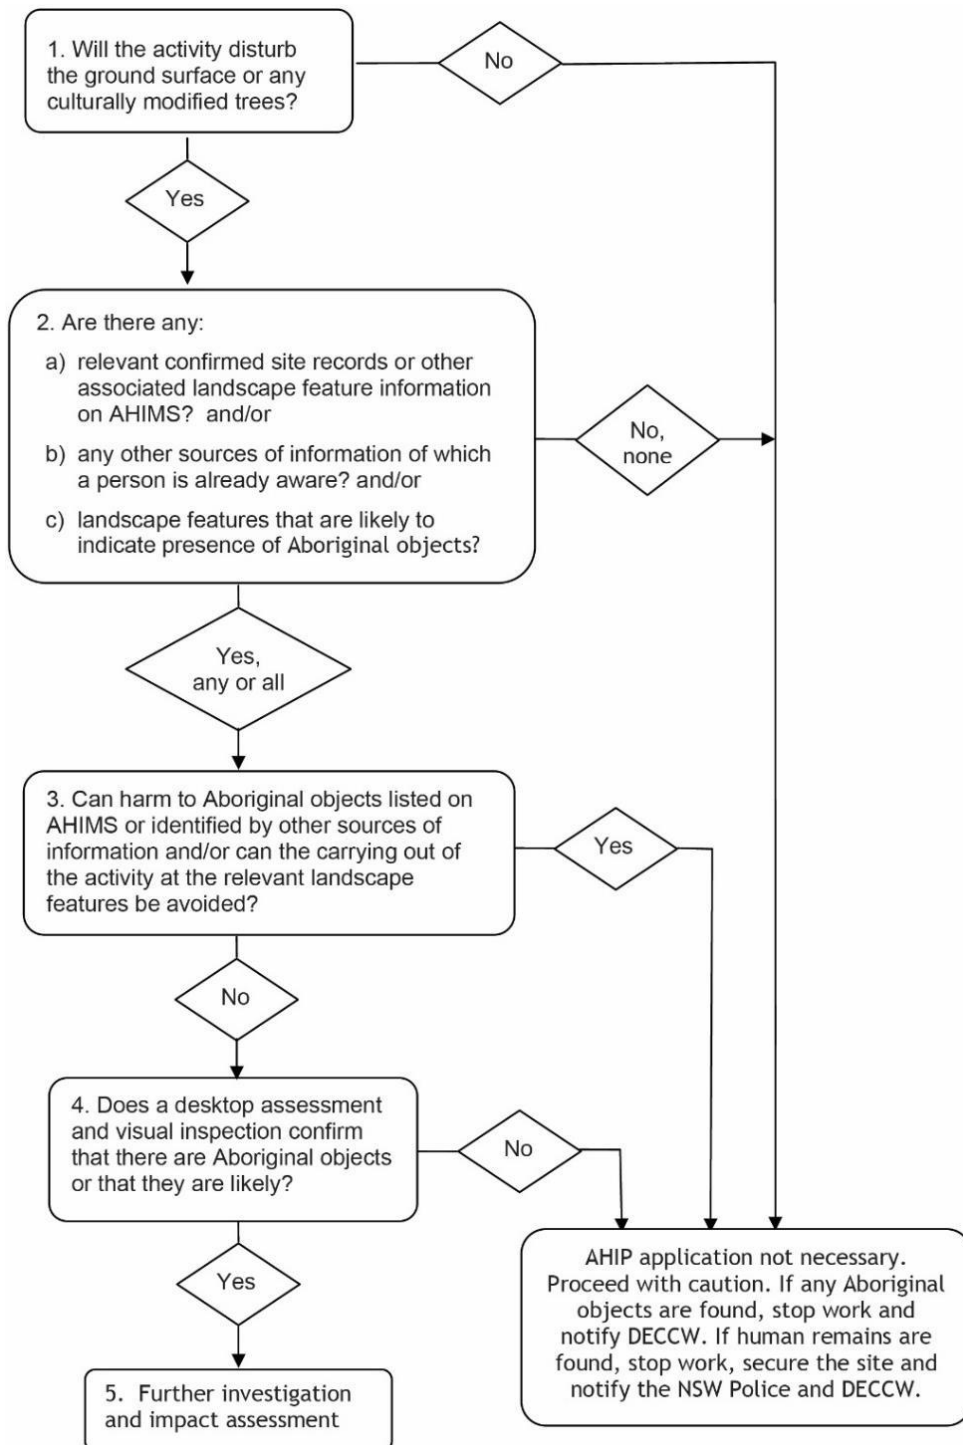 1. Will the activity disturb
the ground surface or any
culturally modified trees?
No
Yes
2. Are there any:
a) relevant confirmed site records or other
associated landscape feature information
on AHIMS? and/or
b) any other sources of information of which
a person is already aware? and/or
c) landscape features that are likely to
indicate presence of Aboriginal objects?
No,
none
Yes,
any or all
3. Can harm to Aboriginal objects listed on
AHIMS or identified by other sources of
information and/or can the carrying out of
the activity at the relevant landscape
features be avoided?
Yes
No
4. Does a desktop assessment
and visual inspection confirm
that there are Aboriginal objects
or that they are likely?
No
Yes
AHIP application not necessary.
Proceed with caution. If any Aboriginal
objects are found, stop work and
notify DECCW. If human remains are
found, stop work, secure the site and
notify the NSW Police and DECCW.
5. Further investigation
and impact assessment